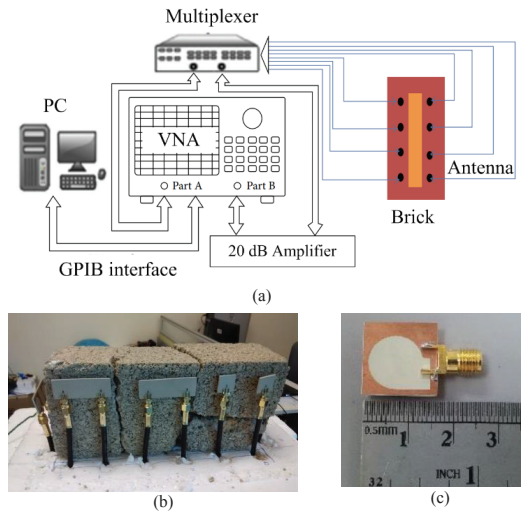 Multiplexer
PC
VNA
Part A
Part B
Antenna
Brick
20 dB Amplifier
GPIB interface
(a)
(b)
(c)
0.5mm 1 2 3
32 INCH 1